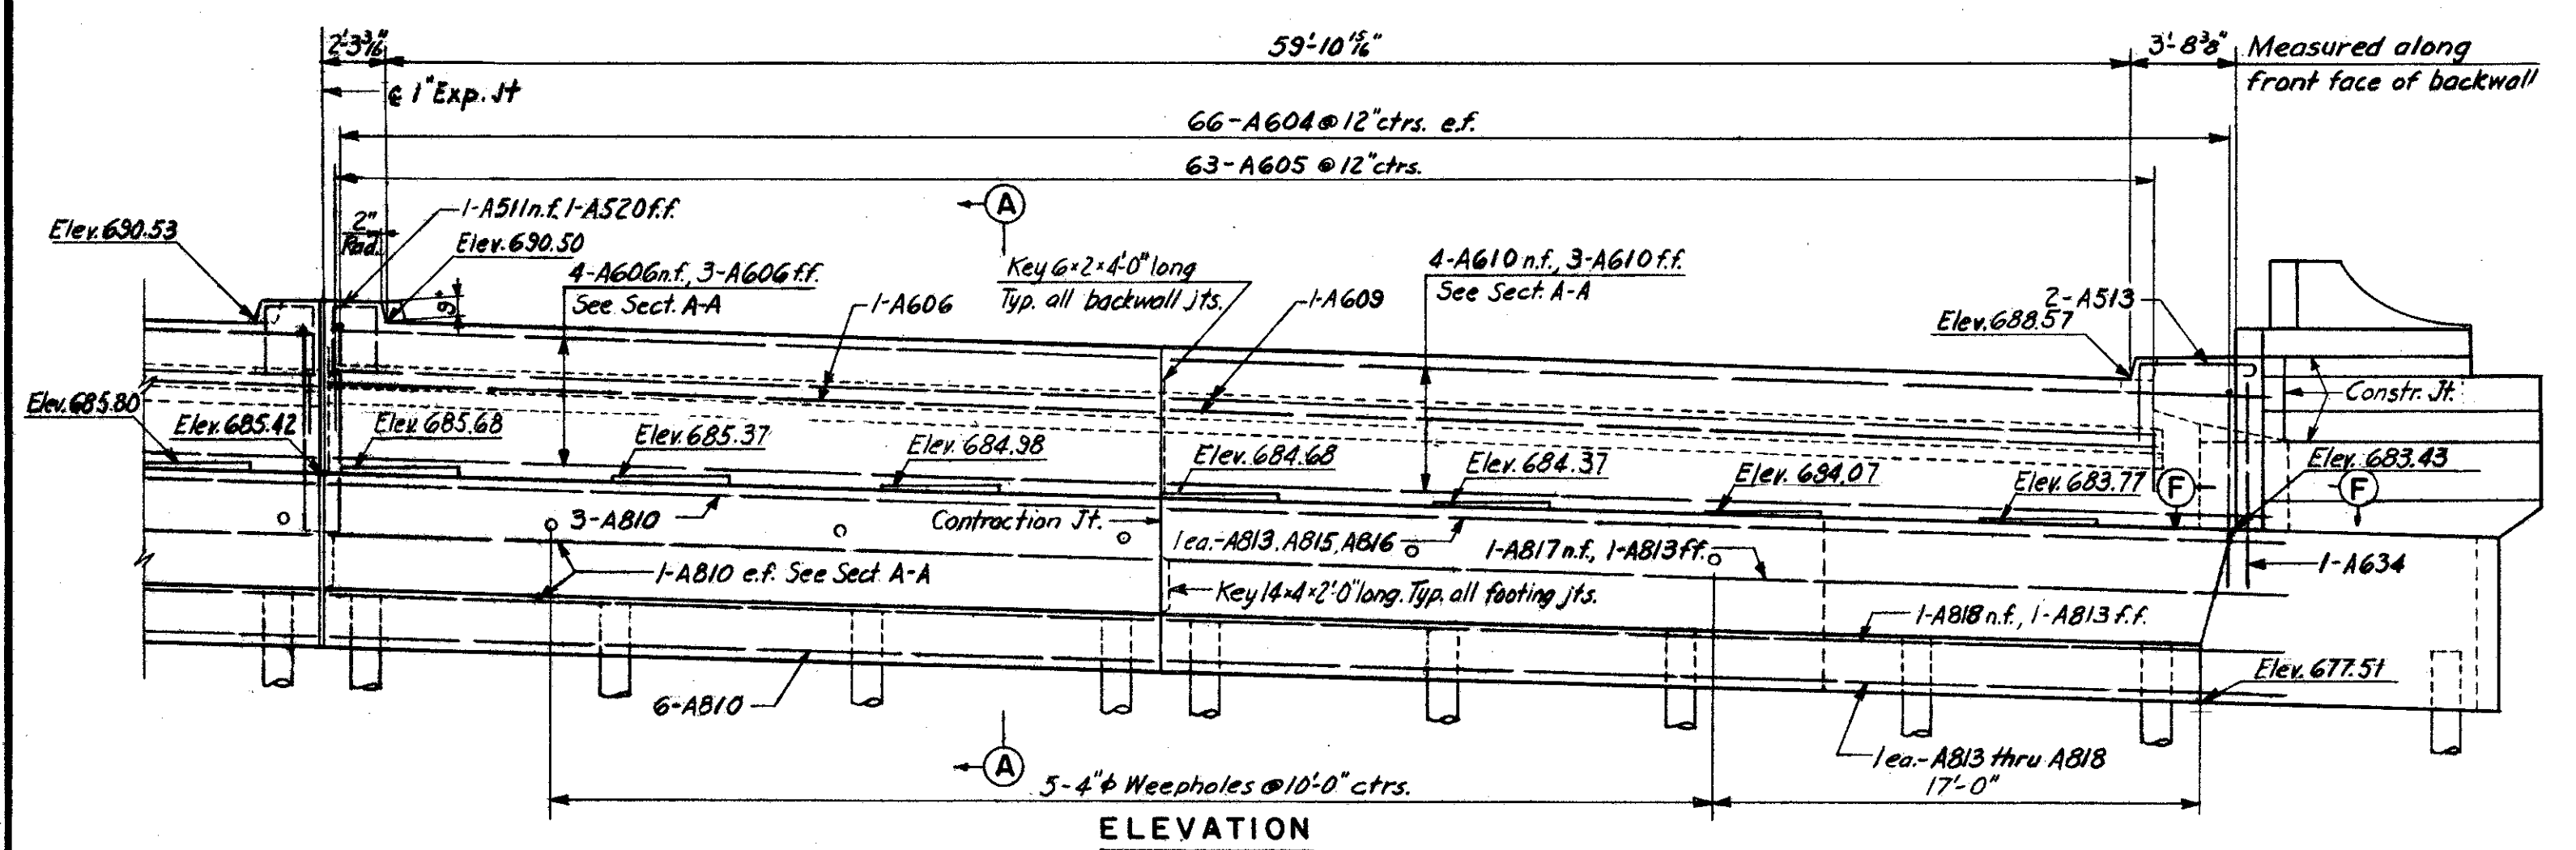 2'-3 3/16"
59'-10 15/16"
3'-8 3/8"
Measured along
front face of backwall
℄ 1" Exp. Jt
66-A604 @ 12" ctrs. e.f.
63-A605 @ 12" ctrs.
A
1-A511 n.f. 1-A520 f.f.
2"
Rad.
Elev. 690.53
Elev. 690.50
9"
4-A606 n.f., 3-A606 f.f.
See Sect. A-A
1-A606
Key 6×2×4'-0" long
Typ. all backwall jts.
1-A609
4-A610 n.f., 3-A610 f.f.
See Sect. A-A
2-A513
Elev. 688.57
Constr. Jt.
Elev. 685.80
Elev. 685.42
Elev. 685.68
Elev. 685.37
Elev. 684.98
Elev. 684.68
Elev. 684.37
Elev. 694.07
Elev. 683.77
Elev. 683.43
F
F
3-A810
Contraction Jt.
1 ea.-A813, A815, A816
1-A817 n.f., 1-A813 f.f.
1-A634
1-A810 e.f. See Sect. A-A
Key 14×4×2'-0" long. Typ. all footing jts.
1-A818 n.f., 1-A813 f.f.
Elev. 677.51
6-A810
A
1 ea.-A813 thru A818
5-4"ϕ Weepholes @ 10'-0" ctrs.
17'-0"
ELEVATION